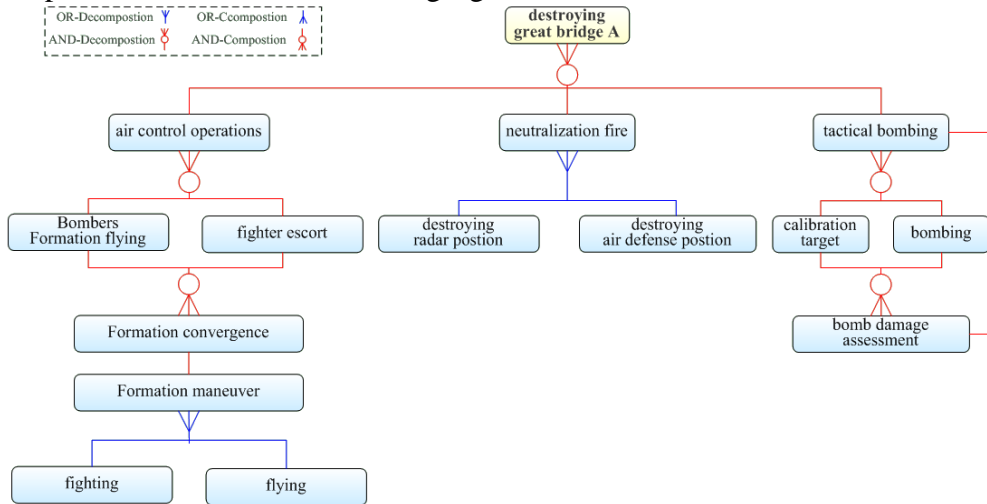 OR-Dccompostion
OR-Ccompostion
AND-Dccompostion
AND-Compostion
destroying
great bridge A
air control operations
neutralization fire
tactical bombing
Bombers
Formation flying
fighter escort
destroying
radar postion
destroying
air defense postion
calibration
target
bombing
Formation convergence
bomb damage
assessment
Formation maneuver
fighting
flying